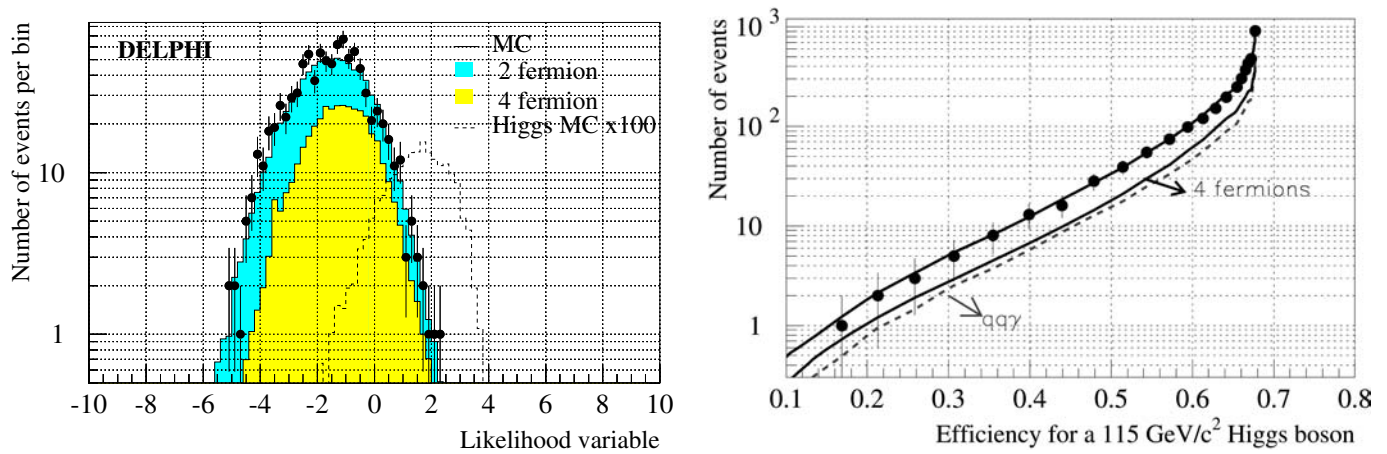 DELPHI
MC
2 fermion
4 fermion
Higgs MC x100
Number of events per bin
10
1
-10 -8 -6 -4 -2 0 2 4 6 8 10
Likelihood variable
Number of events
10³
10²
10
1
4 fermions
qqγ
0.1 0.2 0.3 0.4 0.5 0.6 0.7 0.8
Efficiency for a 115 GeV/c² Higgs boson